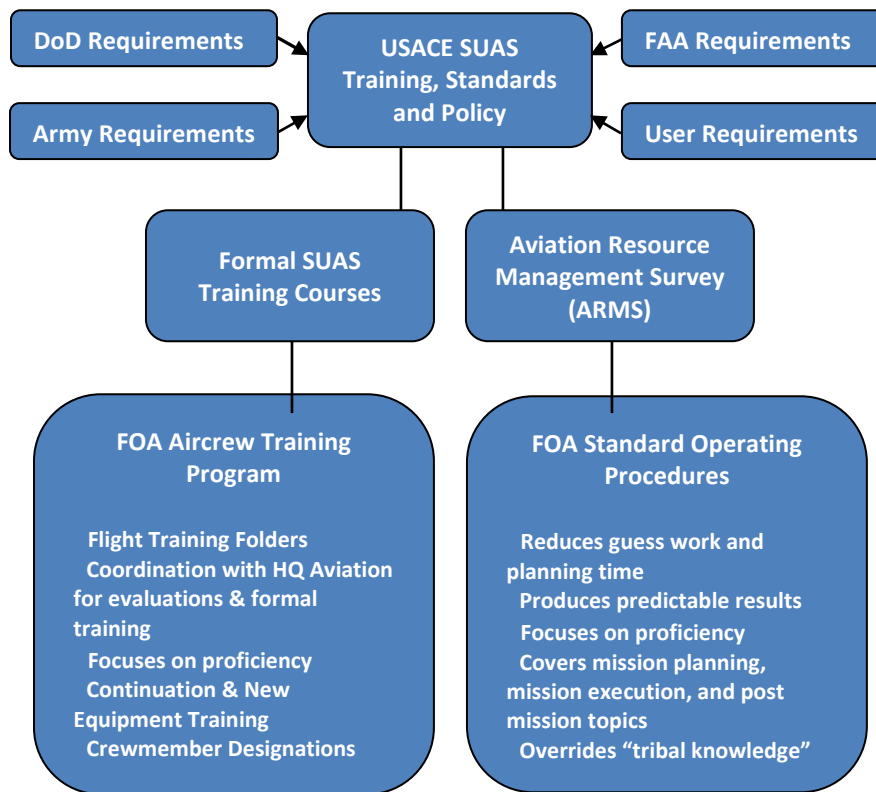 DoD Requirements
USACE SUAS
Training, Standards
and Policy
FAA Requirements
Army Requirements
User Requirements
Formal SUAS
Training Courses
Aviation Resource
Management Survey
(ARMS)
FOA Aircrew Training
Program
Flight Training Folders
Coordination with HQ Aviation
for evaluations & formal
training
Focuses on proficiency
Continuation & New
Equipment Training
Crewmember Designations
FOA Standard Operating
Procedures
Reduces guess work and
planning time
Produces predictable results
Focuses on proficiency
Covers mission planning,
mission execution, and post
mission topics
Overrides “tribal knowledge”